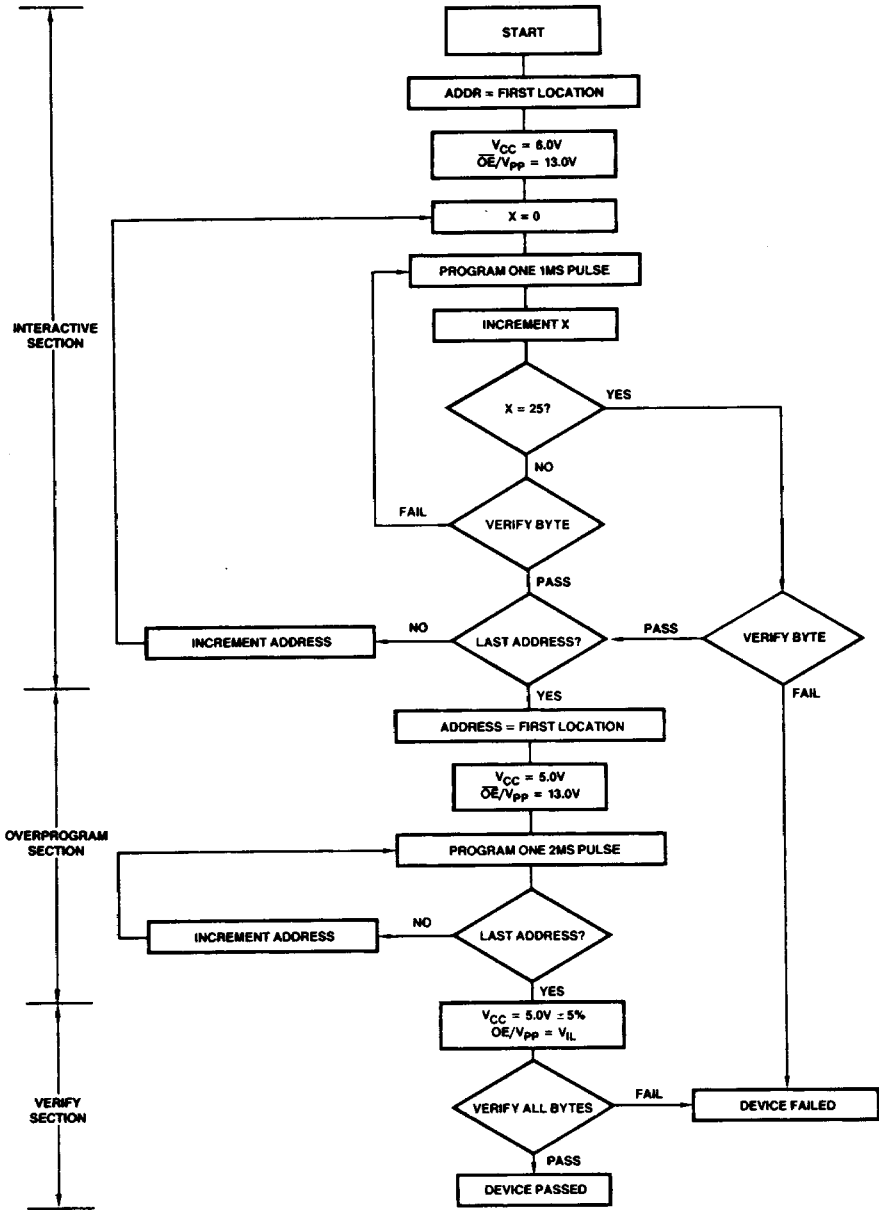 START
ADDR = FIRST LOCATION
VCC = 6.0V
OE/VPP = 13.0V
X = 0
PROGRAM ONE 1MS PULSE
INCREMENT X
INTERACTIVE
SECTION
X = 25?
YES
NO
FAIL
VERIFY BYTE
PASS
INCREMENT ADDRESS
NO
LAST ADDRESS?
PASS
VERIFY BYTE
YES
FAIL
ADDRESS = FIRST LOCATION
VCC = 5.0V
OE/VPP = 13.0V
OVERPROGRAM
SECTION
PROGRAM ONE 2MS PULSE
INCREMENT ADDRESS
NO
LAST ADDRESS?
YES
VCC = 5.0V ±5%
OE/VPP = VIL
VERIFY
SECTION
VERIFY ALL BYTES
FAIL
DEVICE FAILED
PASS
DEVICE PASSED